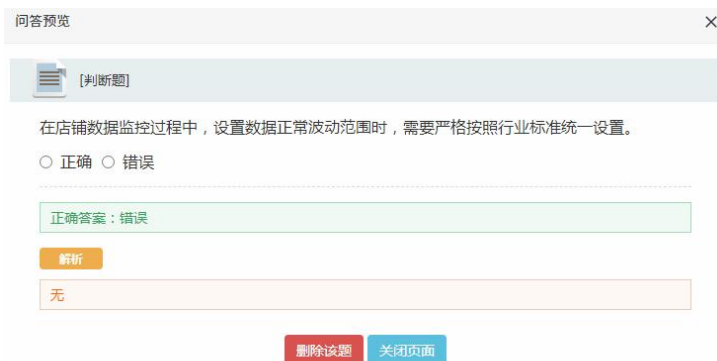 问答预览
×
[判断题]
在店铺数据监控过程中，设置数据正常波动范围时，需要严格按照行业标准统一设置。
正确 错误
正确答案：错误
解析
无
删除该题 关闭页面